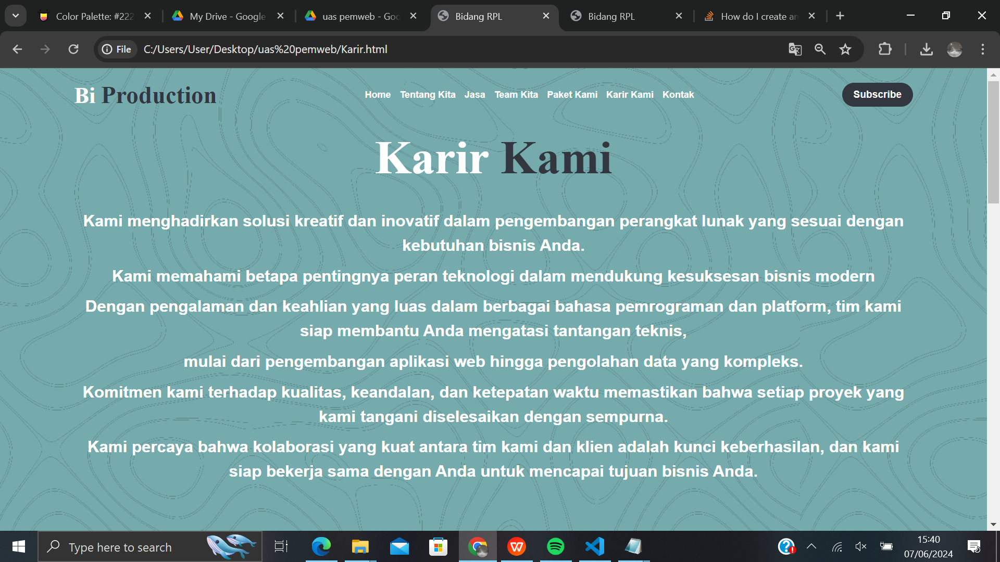 Color Palette: #222
My Drive - Google
uas pemweb - Goo
Bidang RPL
Bidang RPL
How do I create an
File
C:/Users/User/Desktop/uas%20pemweb/Karir.html
Bi Production
Home Tentang Kita Jasa Team Kita Paket Kami Karir Kami Kontak
Subscribe
Karir Kami
Kami menghadirkan solusi kreatif dan inovatif dalam pengembangan perangkat lunak yang sesuai dengan
kebutuhan bisnis Anda.
Kami memahami betapa pentingnya peran teknologi dalam mendukung kesuksesan bisnis modern
Dengan pengalaman dan keahlian yang luas dalam berbagai bahasa pemrograman dan platform, tim kami
siap membantu Anda mengatasi tantangan teknis,
mulai dari pengembangan aplikasi web hingga pengolahan data yang kompleks.
Komitmen kami terhadap kualitas, keandalan, dan ketepatan waktu memastikan bahwa setiap proyek yang
kami tangani diselesaikan dengan sempurna.
Kami percaya bahwa kolaborasi yang kuat antara tim kami dan klien adalah kunci keberhasilan, dan kami
siap bekerja sama dengan Anda untuk mencapai tujuan bisnis Anda.
Type here to search
15:40
07/06/2024